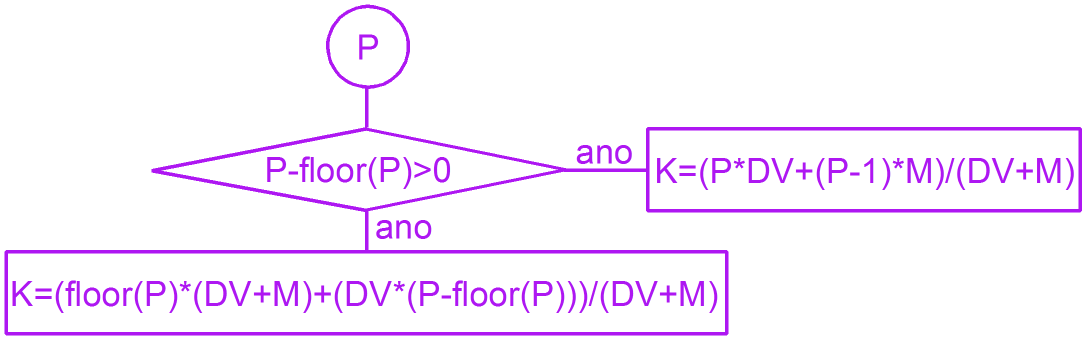 P
P-floor(P)>0
ano
K=(P*DV+(P-1)*M)/(DV+M)
ano
K=(floor(P)*(DV+M)+(DV*(P-floor(P)))/(DV+M)